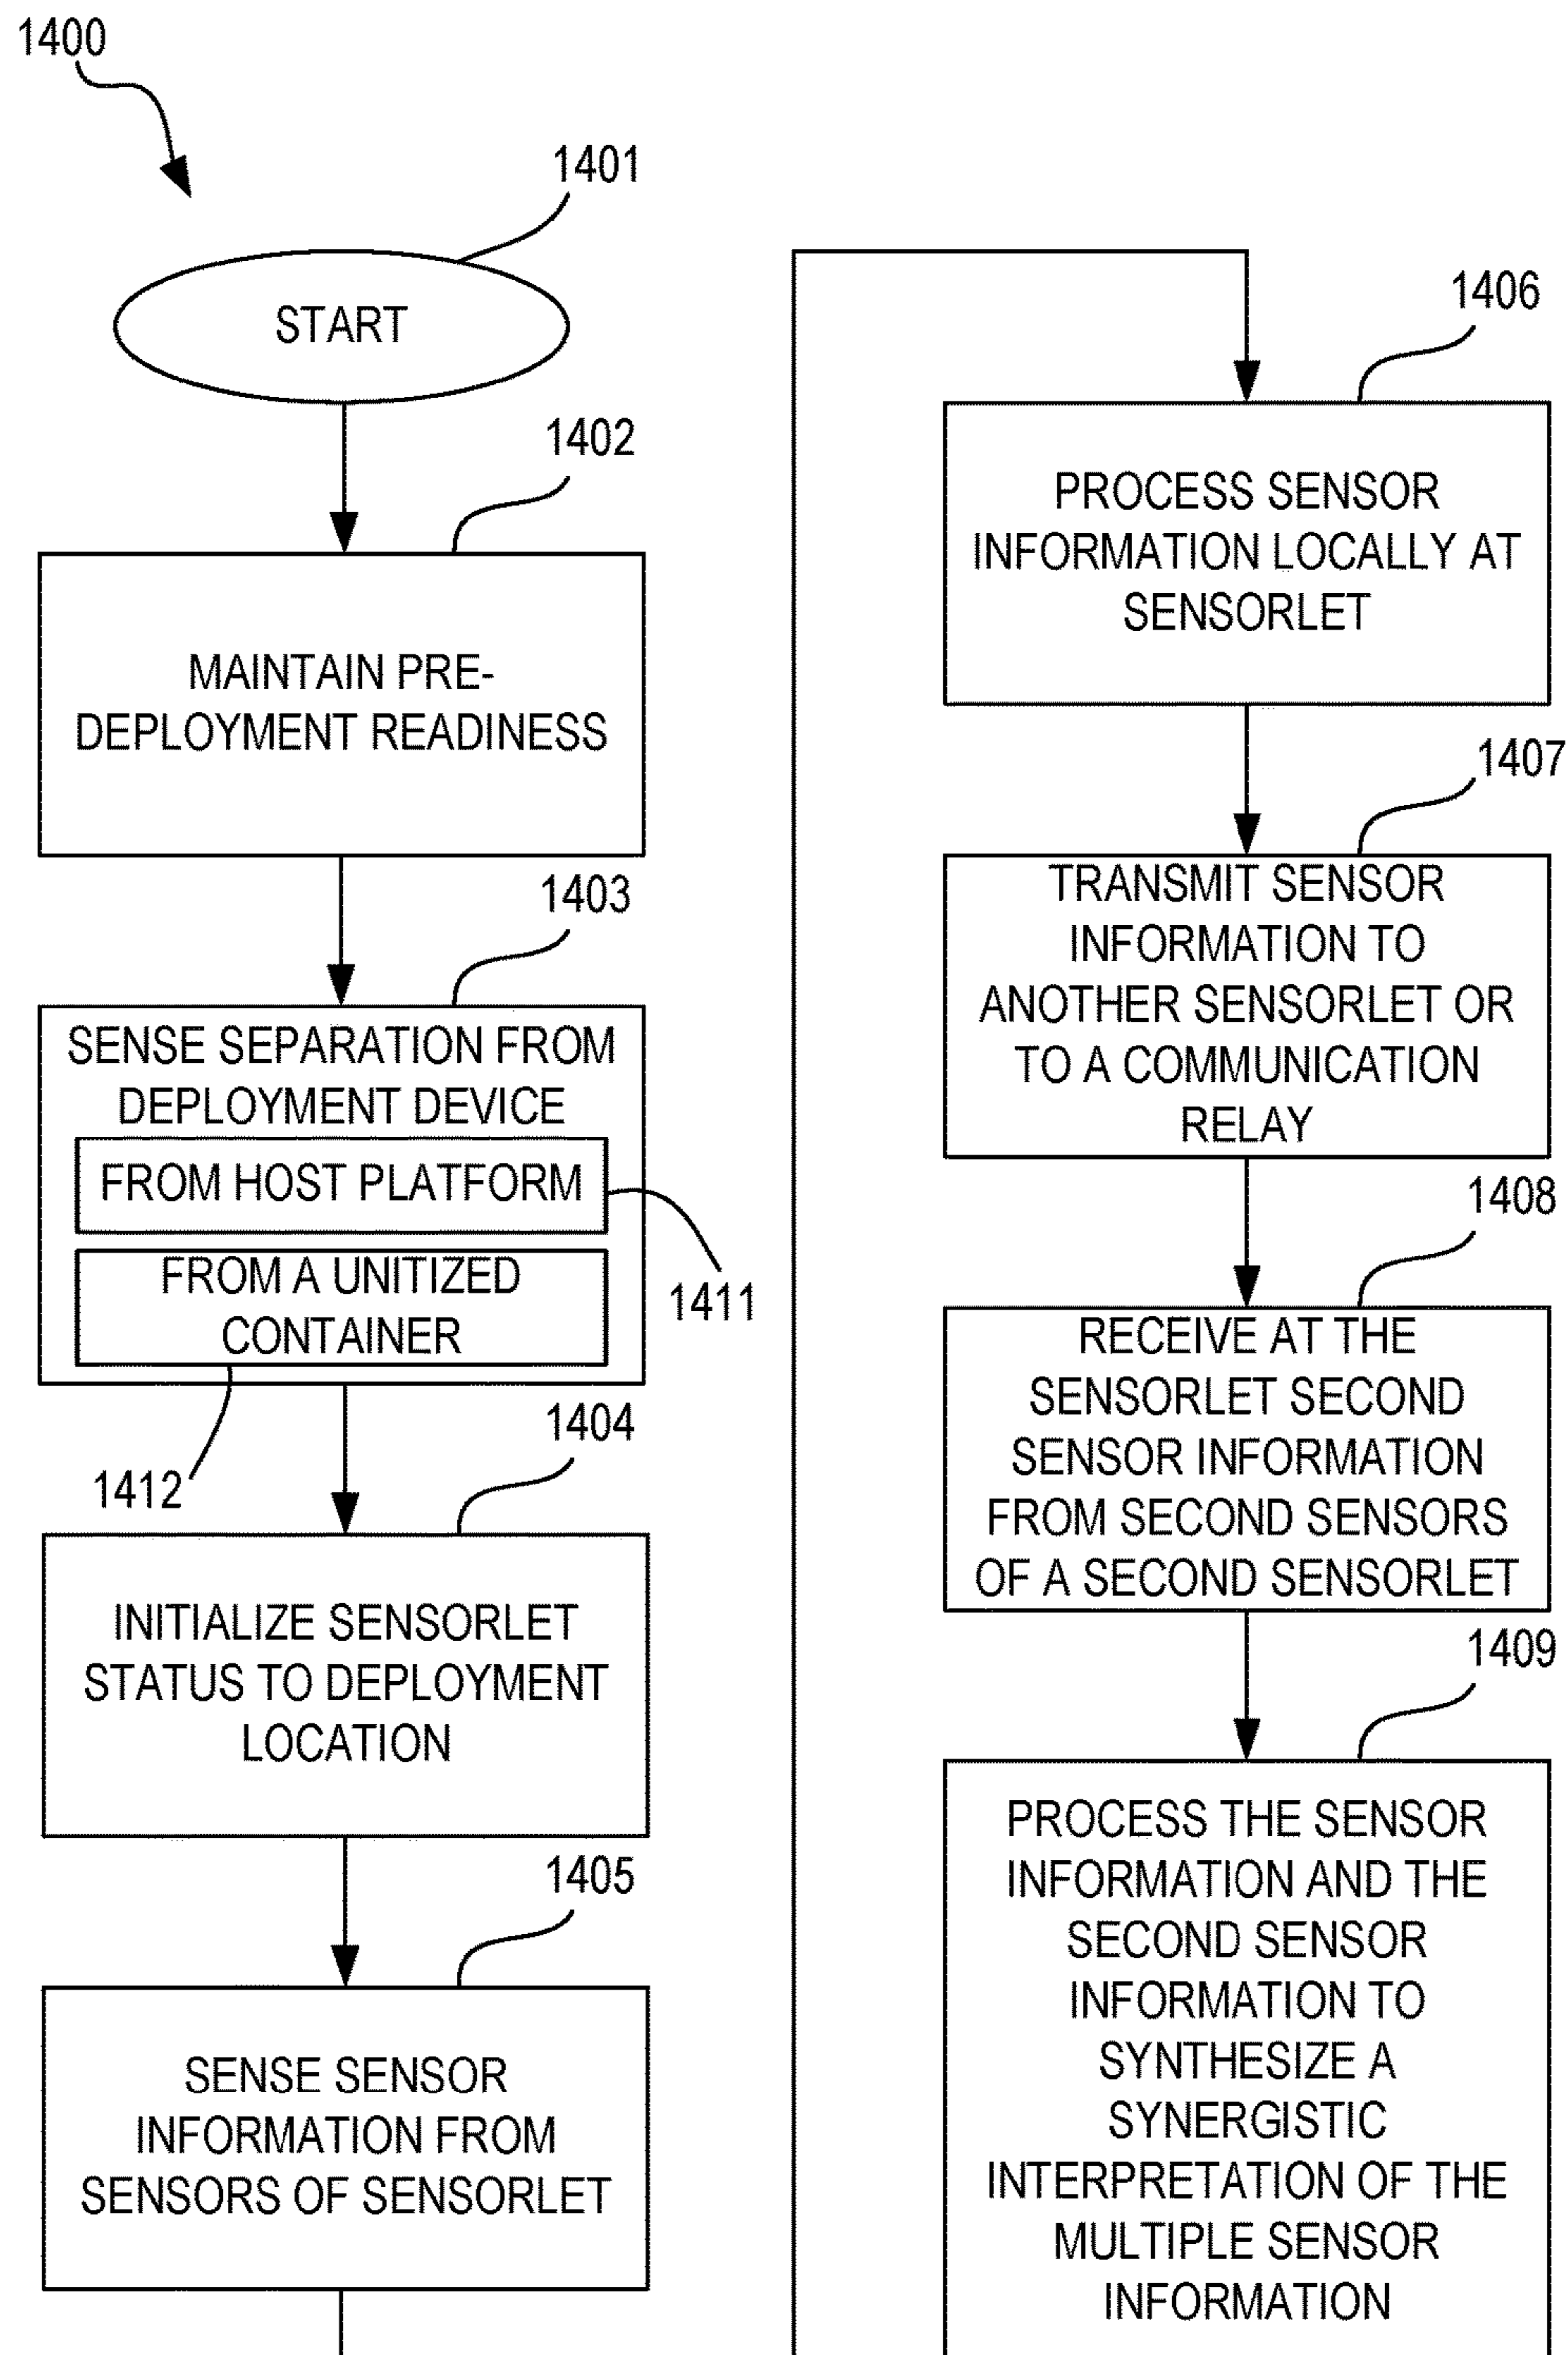 1400
1401
START
1402
MAINTAIN PRE-
DEPLOYMENT READINESS
1403
SENSE SEPARATION FROM
DEPLOYMENT DEVICE
FROM HOST PLATFORM
1411
FROM A UNITIZED
CONTAINER
1412
1404
INITIALIZE SENSORLET
STATUS TO DEPLOYMENT
LOCATION
1405
SENSE SENSOR
INFORMATION FROM
SENSORS OF SENSORLET
1406
PROCESS SENSOR
INFORMATION LOCALLY AT
SENSORLET
1407
TRANSMIT SENSOR
INFORMATION TO
ANOTHER SENSORLET OR
TO A COMMUNICATION
RELAY
1408
RECEIVE AT THE
SENSORLET SECOND
SENSOR INFORMATION
FROM SECOND SENSORS
OF A SECOND SENSORLET
1409
PROCESS THE SENSOR
INFORMATION AND THE
SECOND SENSOR
INFORMATION TO
SYNTHESIZE A
SYNERGISTIC
INTERPRETATION OF THE
MULTIPLE SENSOR
INFORMATION